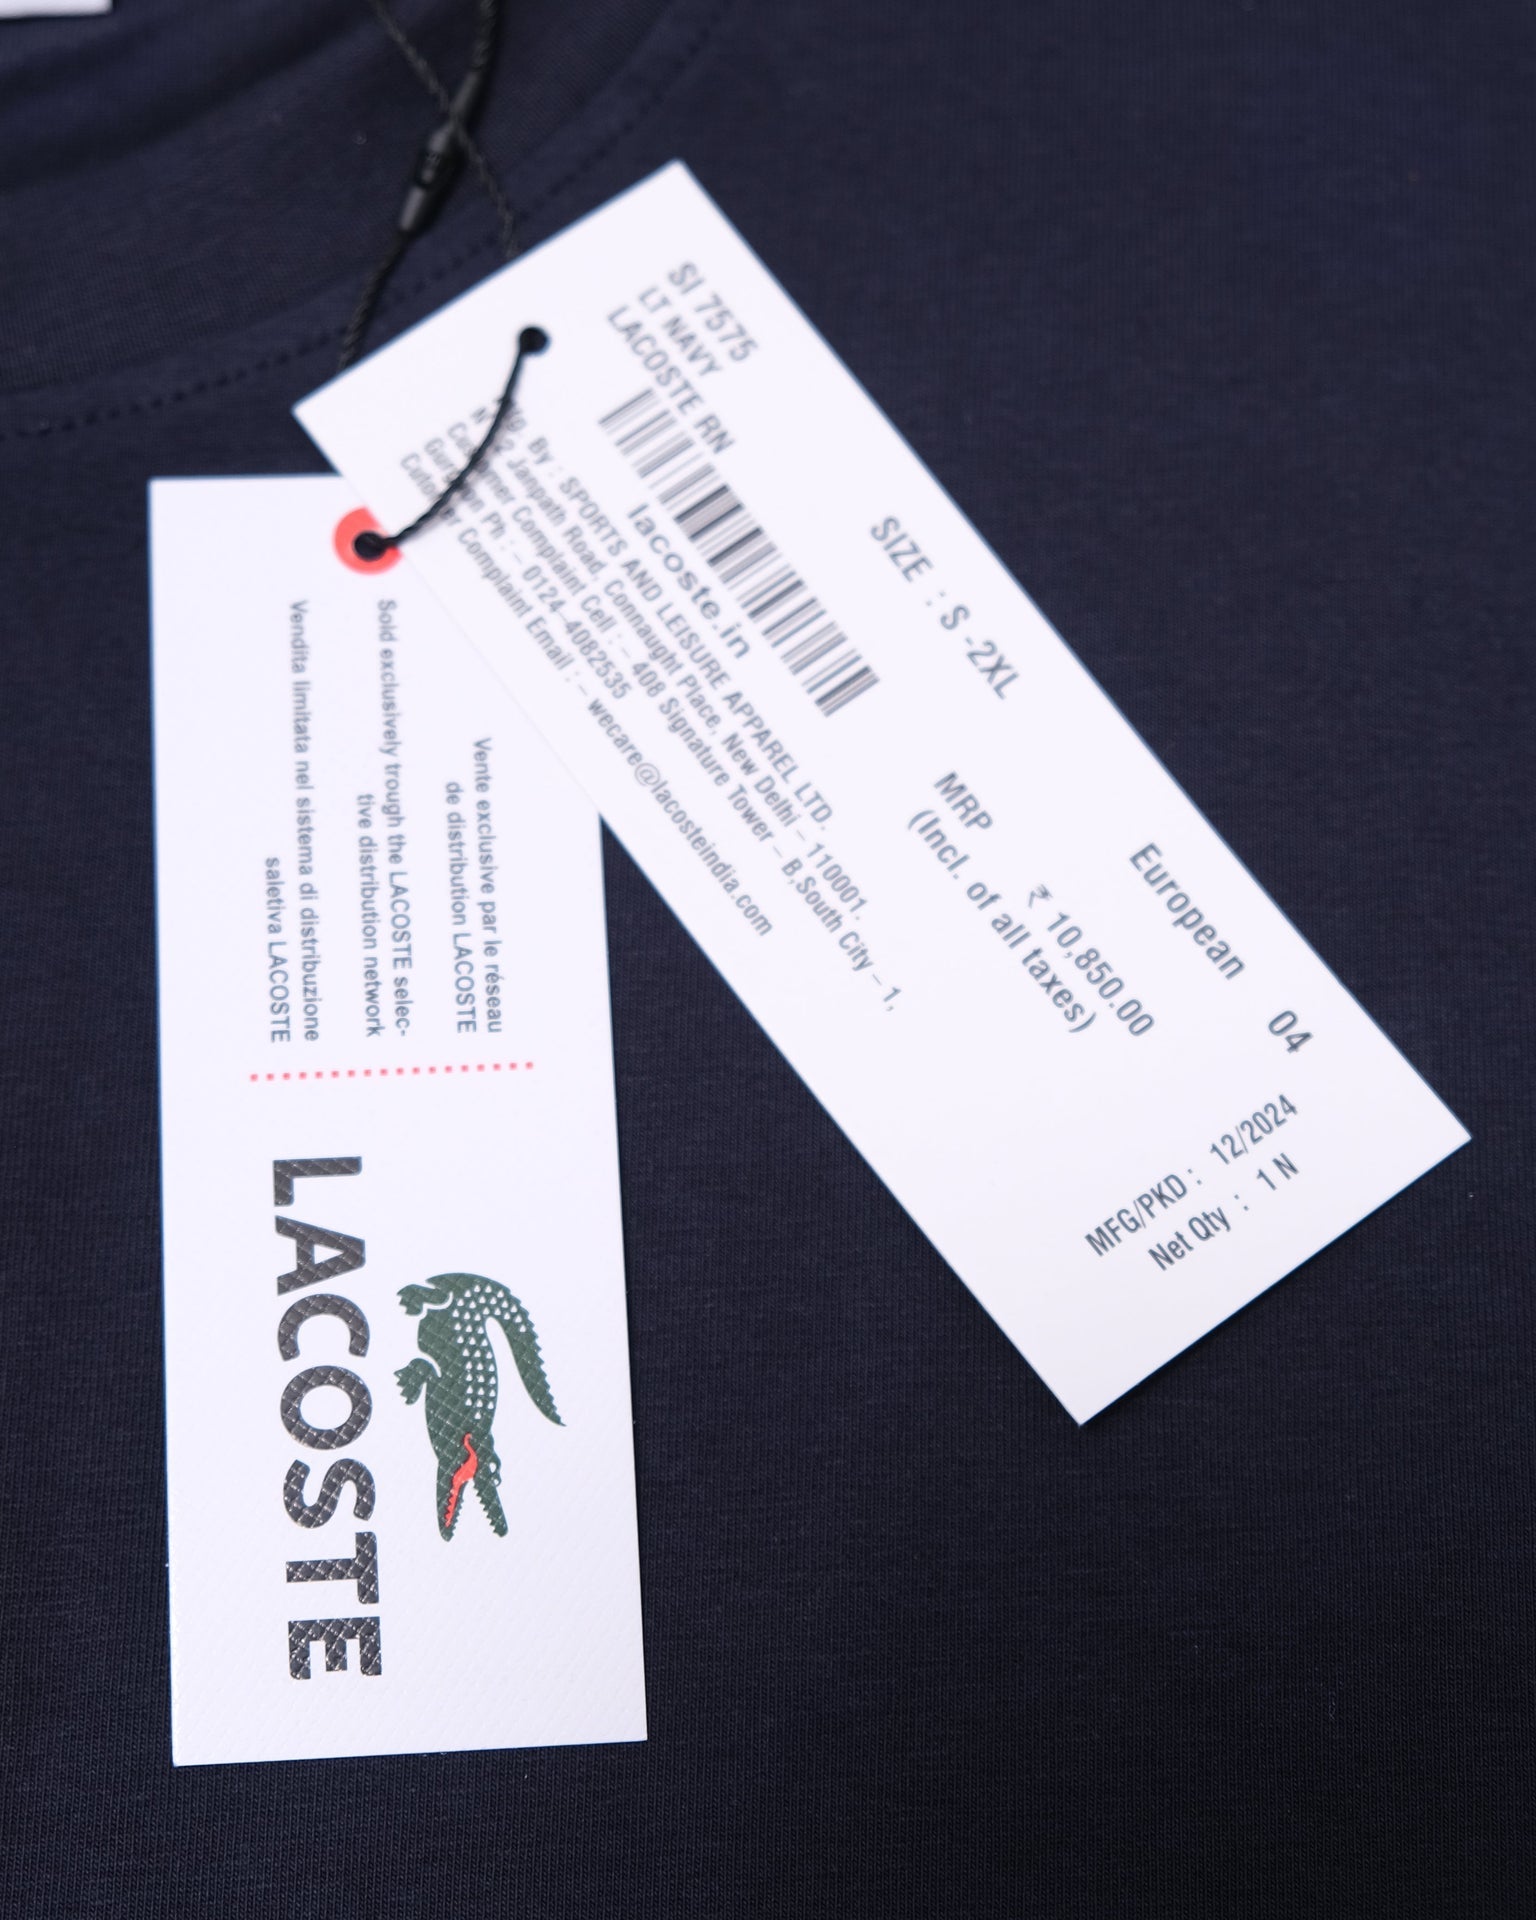 SI 7575
LT NAVY
LACOSTE RN
lacoste.in
By : SPORTS AND LEISURE APPAREL LTD.
Janpath Road, Connaught Place, New Delhi – 110001.
Complaint Cell : – 408 Signature Tower – B,South City – 1,
Ph : – 0124-4082535
Complaint Email : – wecare@lacosteindia.com
SIZE : S -2XL
European 04
MRP ₹ 10,850.00
(Incl. of all taxes)
MFG/PKD : 12/2024
Net Qty : 1 N
Vente exclusive par le réseau
de distribution LACOSTE
Sold exclusively trough the LACOSTE selec-
tive distribution network
Vendita limitata nel sistema di distribuzione
saletiva LACOSTE
LACOSTE